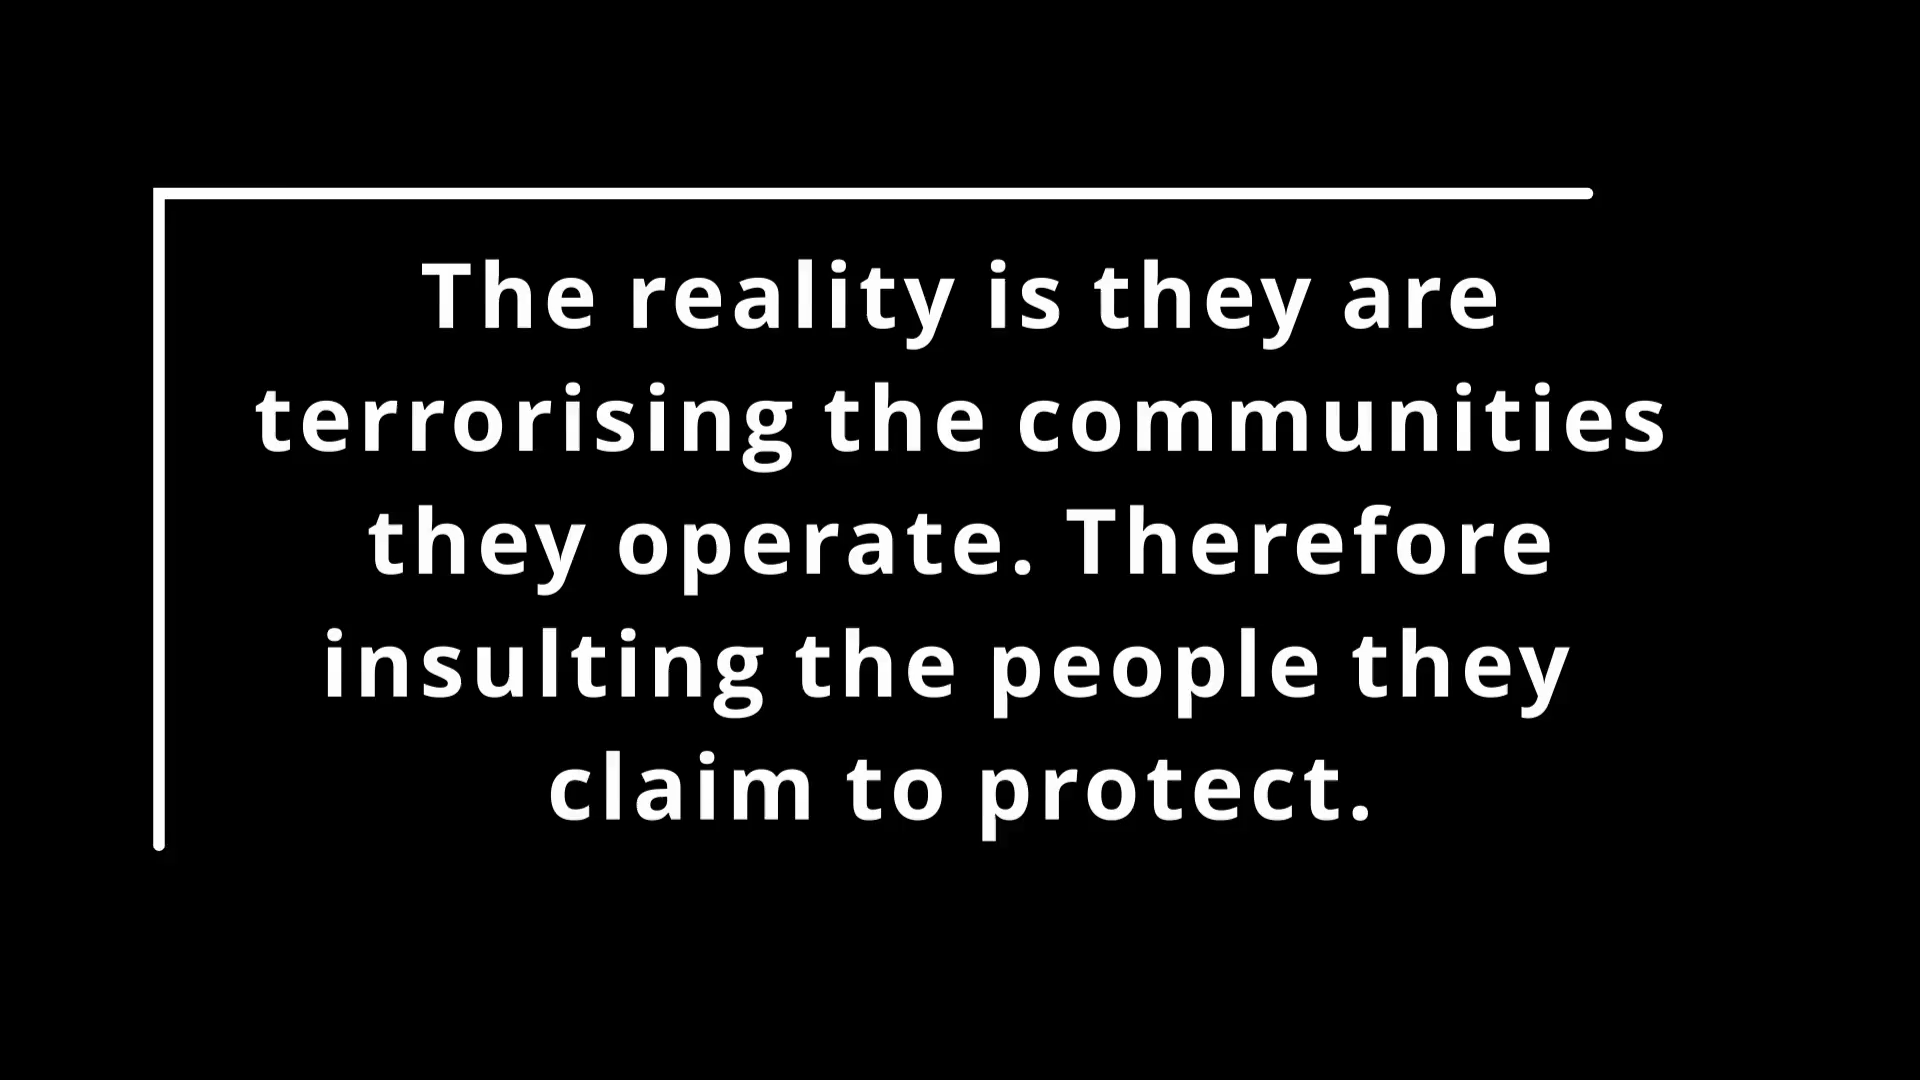 The reality is they are
terrorising the communities
they operate. Therefore
insulting the people they
claim to protect.